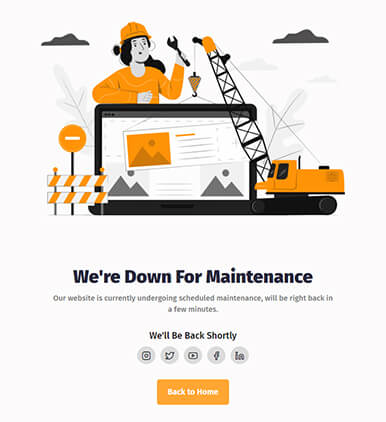 We're Down For Maintenance
Our website is currently undergoing scheduled maintenance, will be right back in
a few minutes.
We'll Be Back Shortly
Back to Home